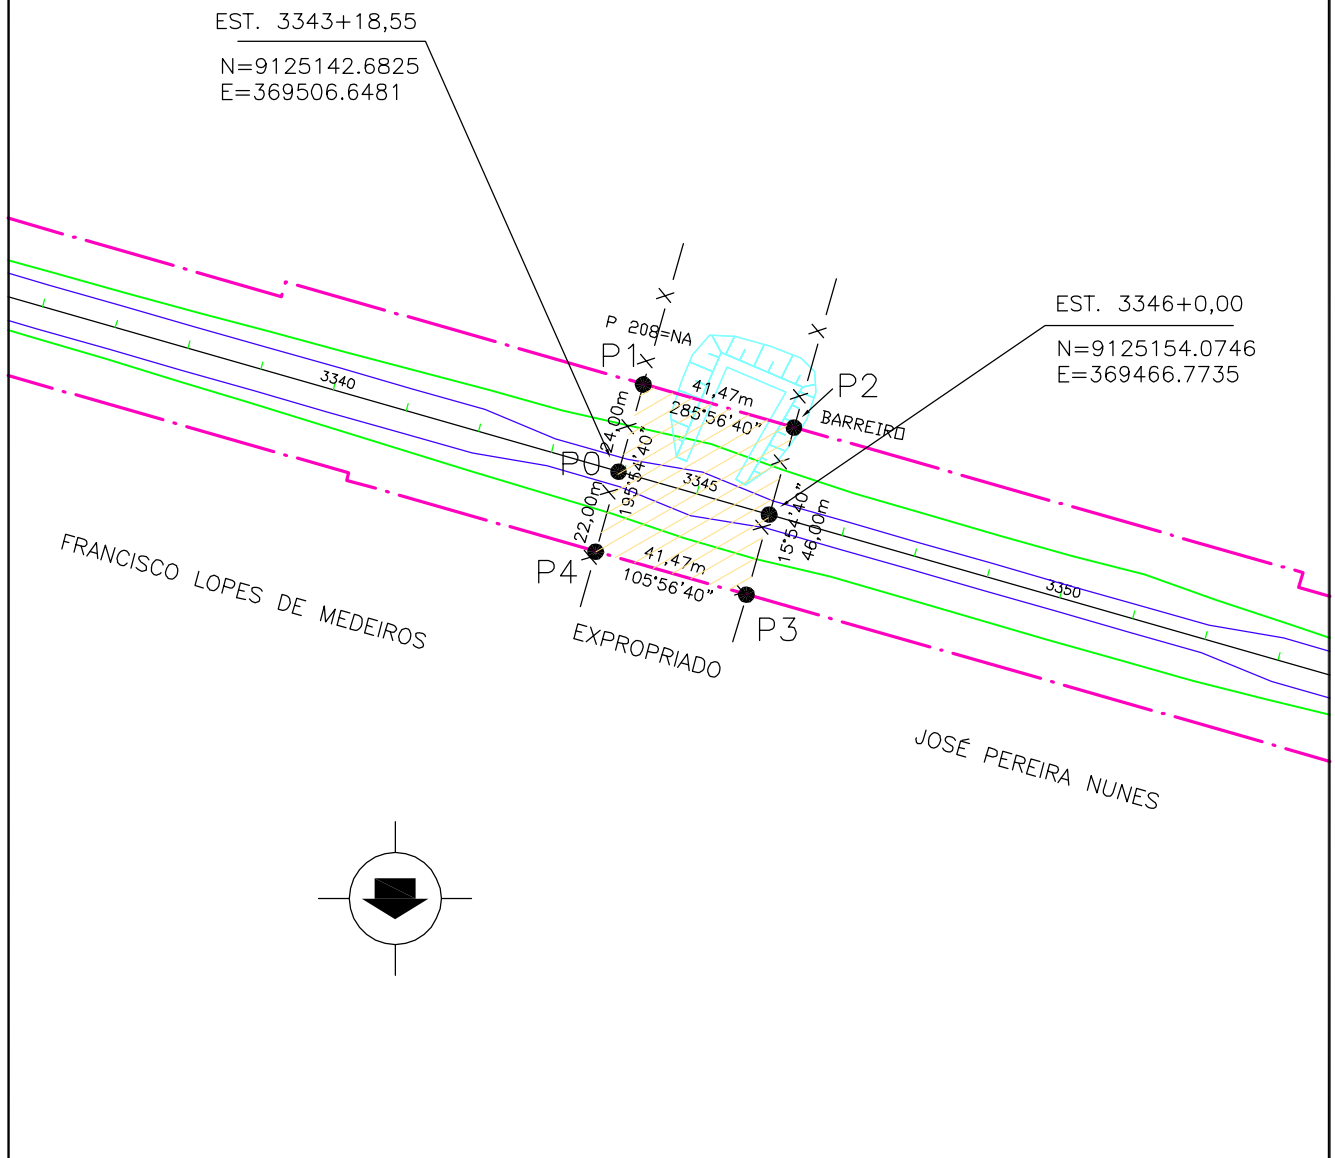 EST. 3343+18,55
N=9125142.6825
E=369506.6481
EST. 3346+0,00
N=9125154.0746
E=369466.7735
P 208=NA
P1
P2
BARREIRO
41,47m
285°56'40"
24,00m
195°54'40"
3340
P0
3345
22,00m
15°54'40"
46,00m
P4
41,47m
105°56'40"
P3
3350
FRANCISCO LOPES DE MEDEIROS
EXPROPRIADO
JOSÉ PEREIRA NUNES